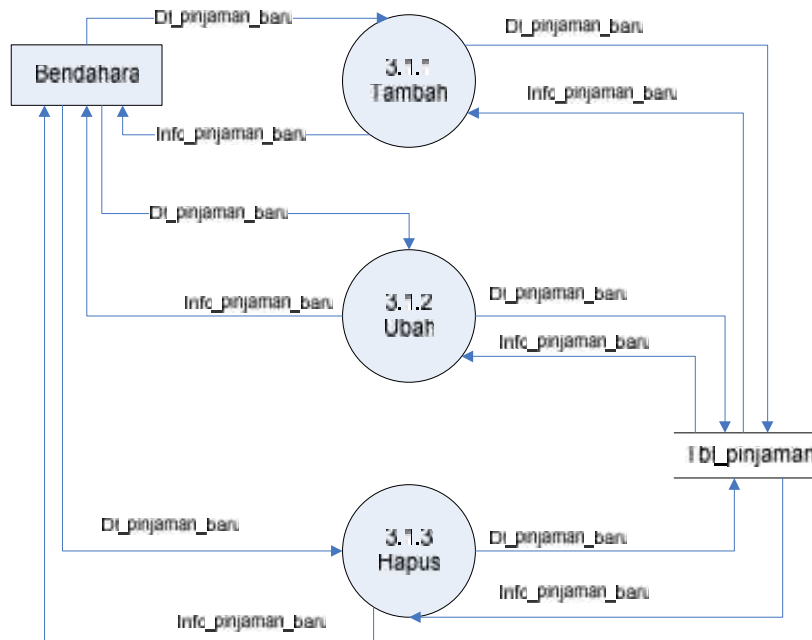 Dt_pinjaman_baru
Dt_pinjaman_baru
Bendahara
3.1.1
Tambah
Info_pinjaman_baru
Info_pinjaman_baru
Dt_pinjaman_baru
Info_pinjaman_baru
3.1.2
Ubah
Dt_pinjaman_baru
Info_pinjaman_baru
Tbl_pinjaman
Dt_pinjaman_baru
3.1.3
Hapus
Dt_pinjaman_baru
Info_pinjaman_baru
Info_pinjaman_baru